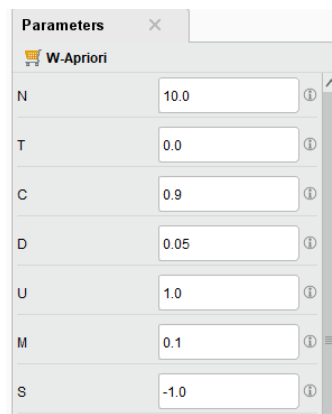 Parameters
W-Apriori
N 10.0
T 0.0
C 0.9
D 0.05
U 1.0
M 0.1
S -1.0